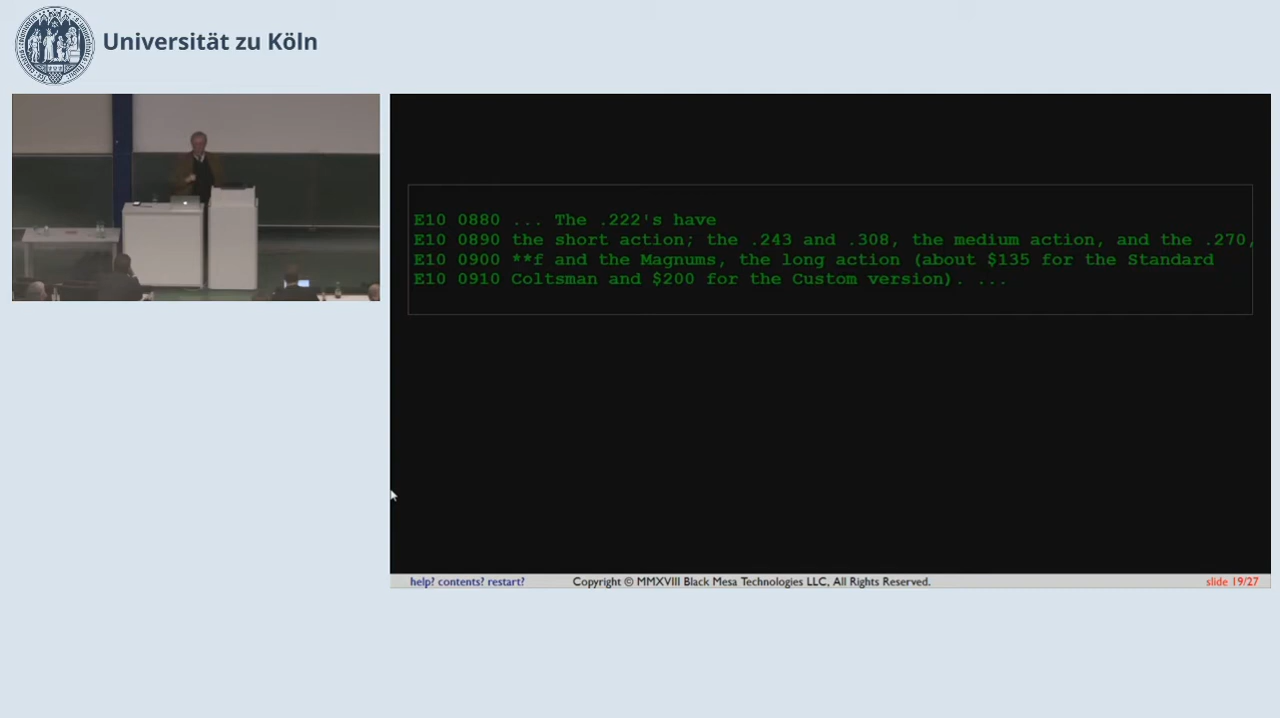 Universität zu Köln
E10 0880 ... The .222's have
E10 0890 the short action; the .243 and .308, the medium action, and the .270,
E10 0900 **f and the Magnums, the long action (about $135 for the Standard
E10 0910 Coltsman and $200 for the Custom version). ...
help? contents? restart?
Copyright © MMXVIII Black Mesa Technologies LLC, All Rights Reserved.
slide 19/27